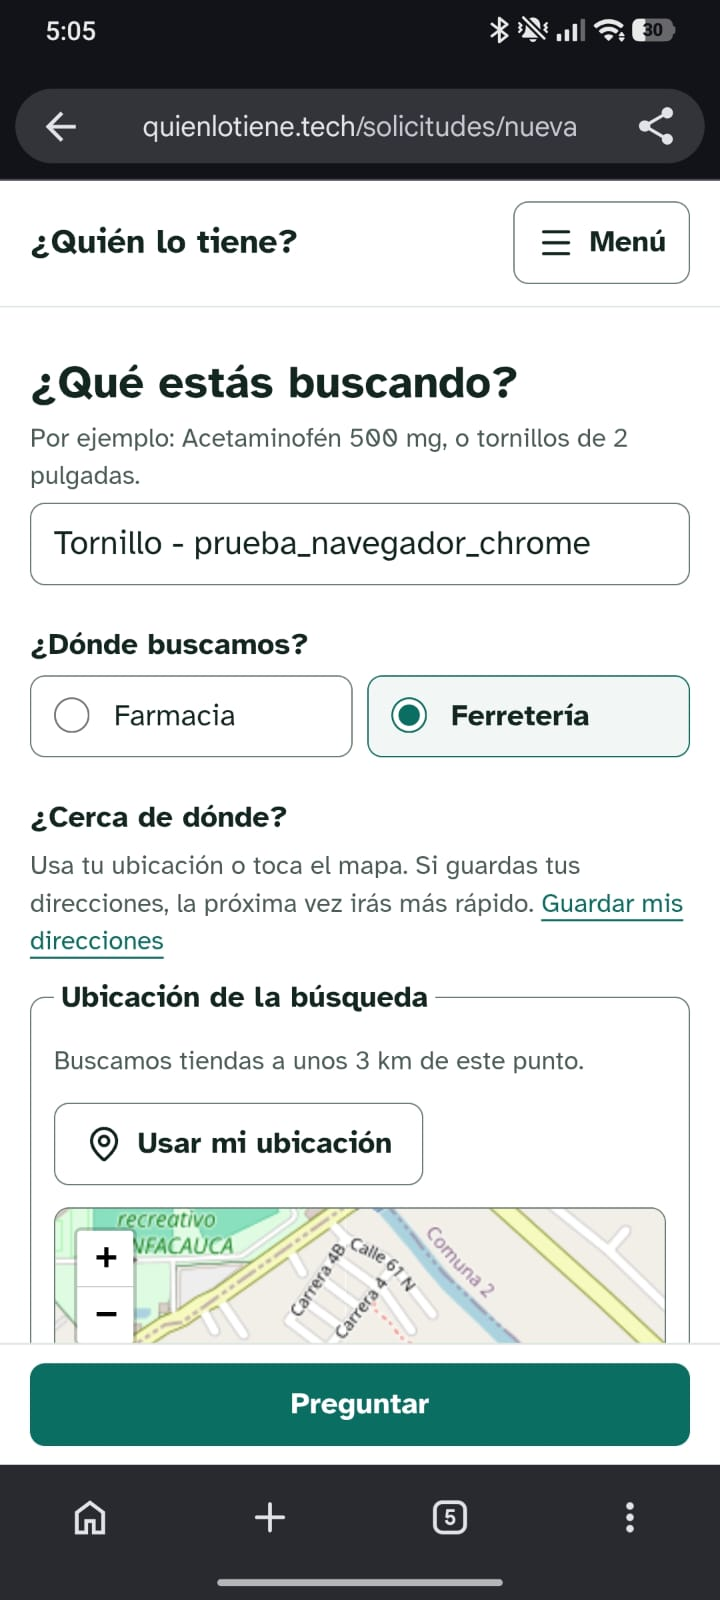 5:05
30
quienlotiene.tech/solicitudes/nueva
¿Quién lo tiene?
Menú
¿Qué estás buscando?
Por ejemplo: Acetaminofén 500 mg, o tornillos de 2
pulgadas.
Tornillo - prueba_navegador_chrome
¿Dónde buscamos?
Farmacia
Ferretería
¿Cerca de dónde?
Usa tu ubicación o toca el mapa. Si guardas tus
direcciones, la próxima vez irás más rápido. Guardar mis
direcciones
Ubicación de la búsqueda
Buscamos tiendas a unos 3 km de este punto.
Usar mi ubicación
recreativo
NFACAUCA
+
−
Carrera 4B
Calle 61 N
Carrera 4
Comuna 2
Preguntar
5